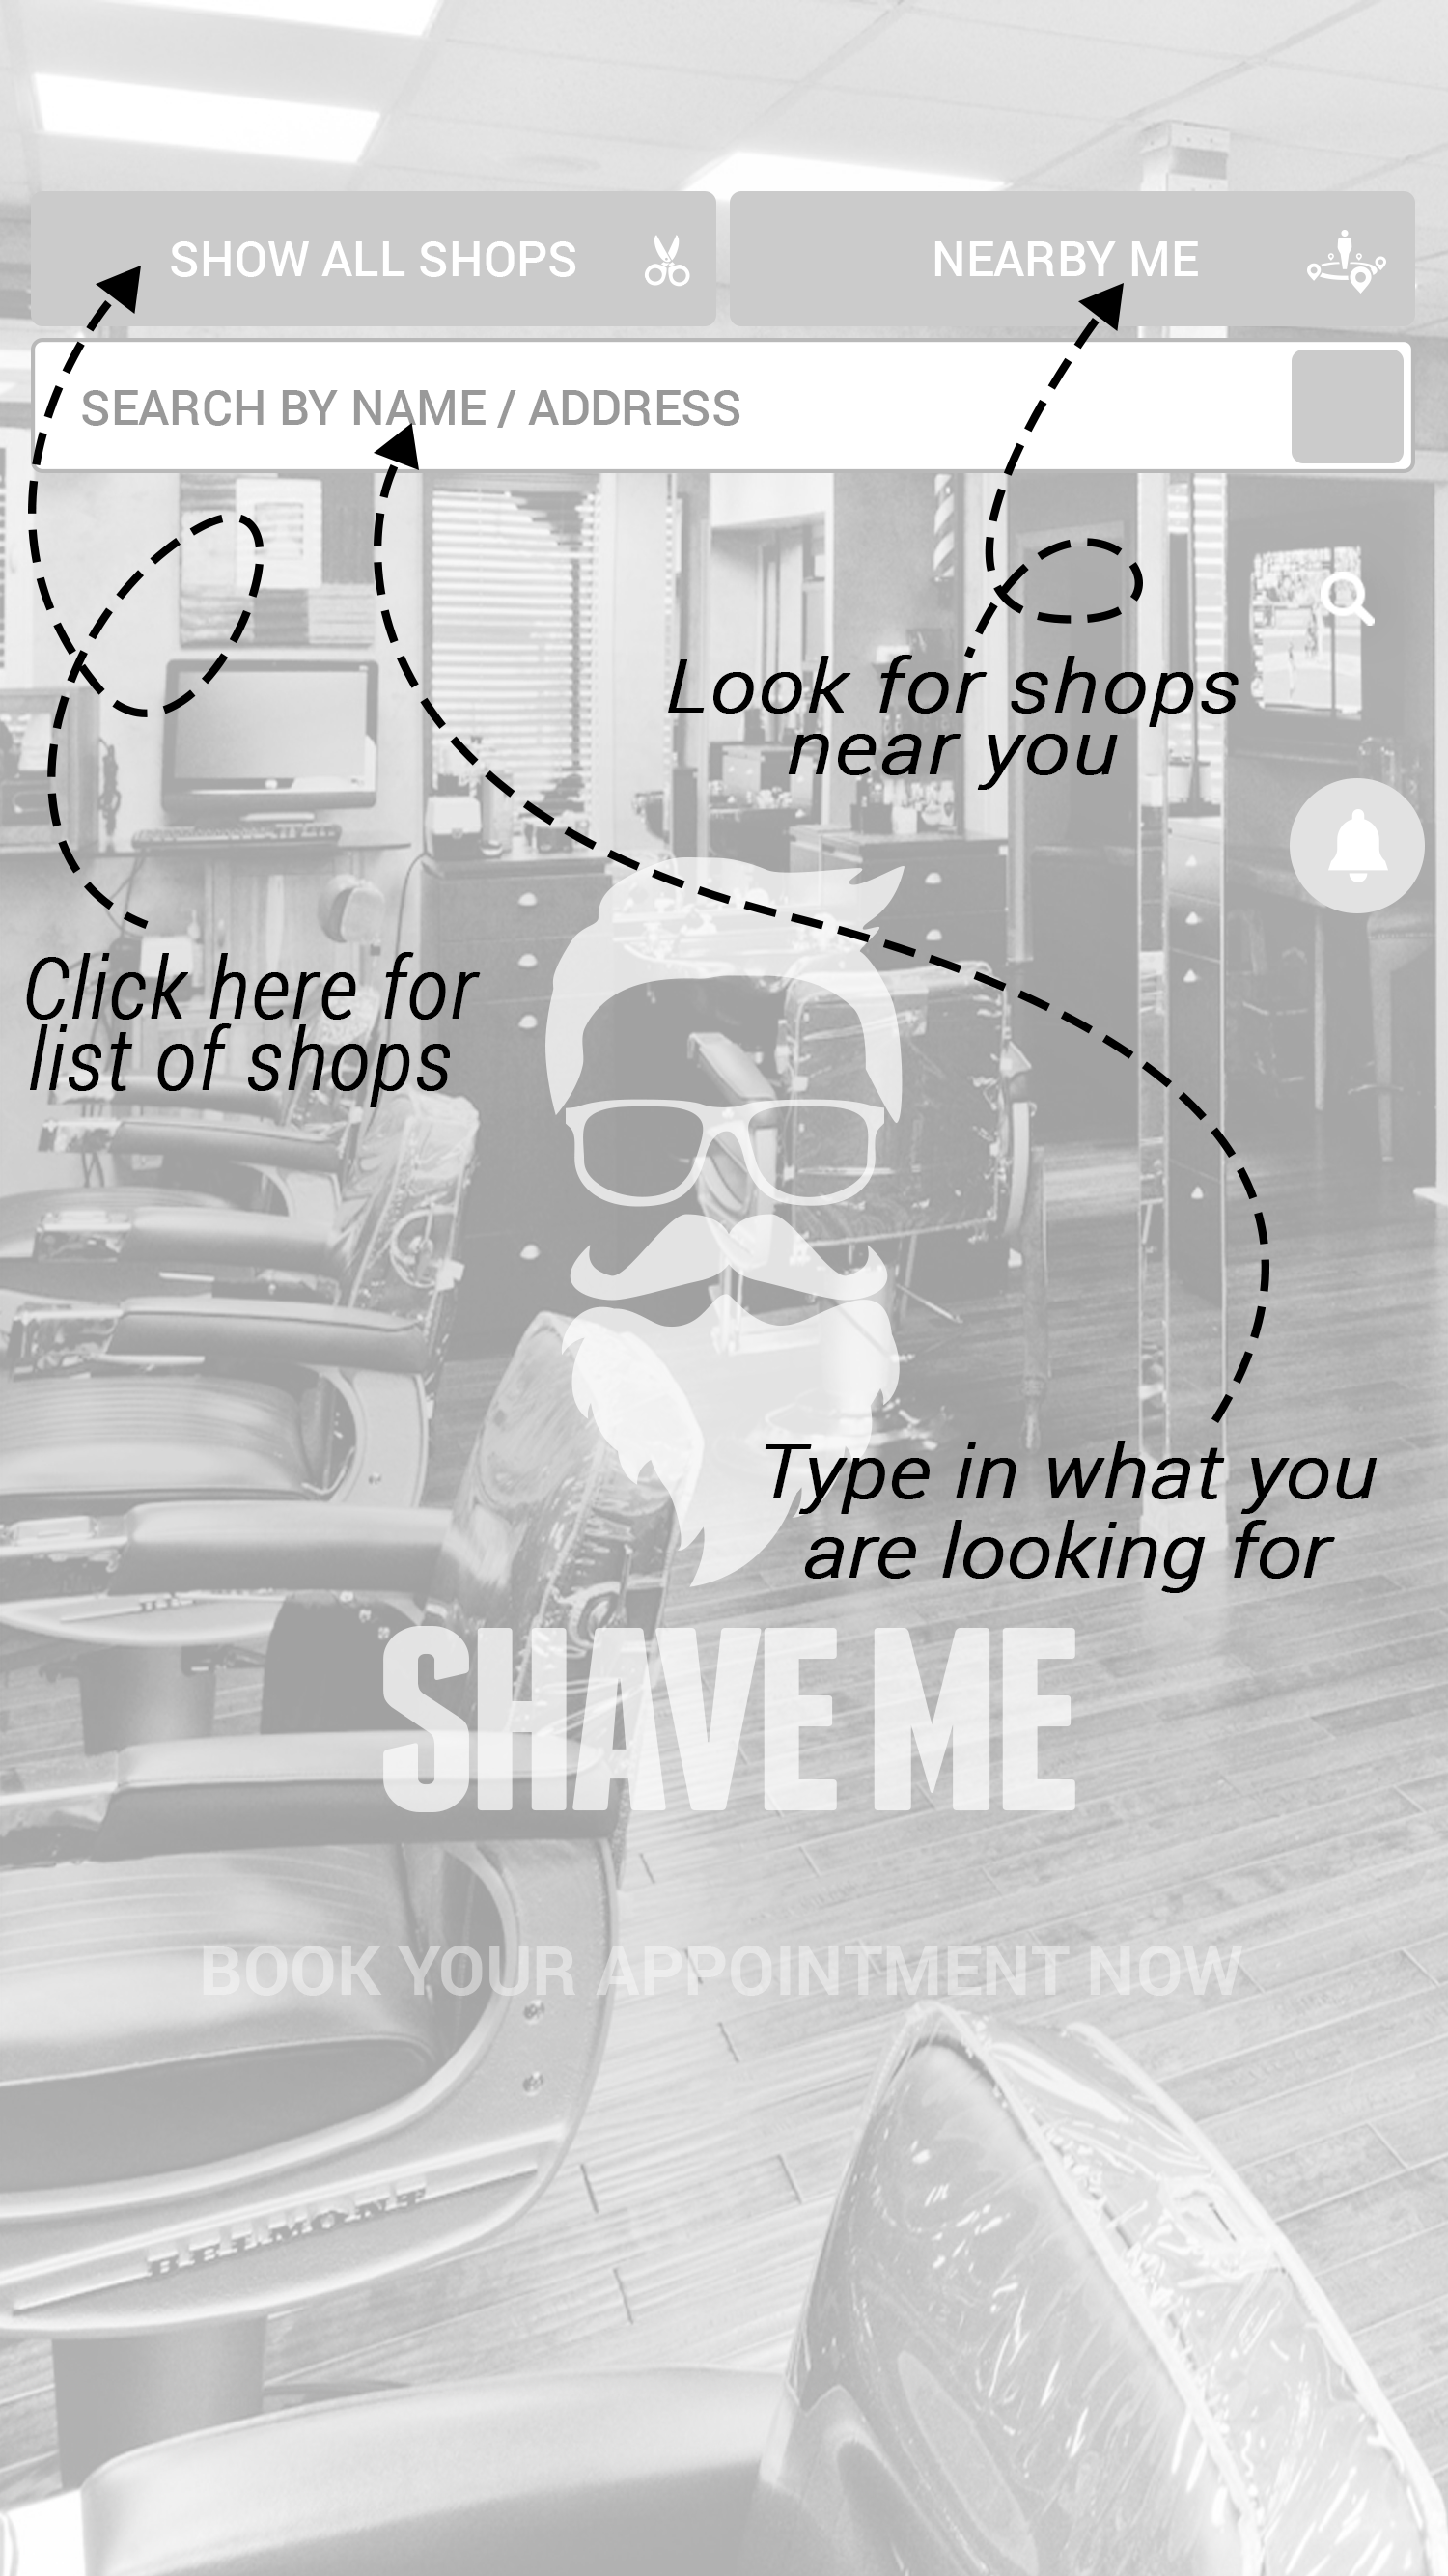 SHOW ALL SHOPS
NEARBY ME
SEARCH BY NAME / ADDRESS
Look for shops
near you
Click here for
list of shops
Type in what you
are looking for
SHAVE ME
BOOK YOUR APPOINTMENT NOW
BELMONT